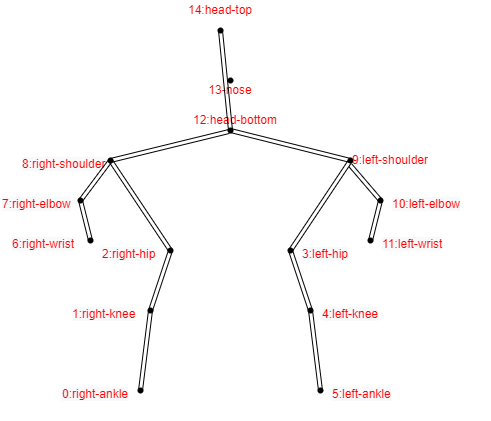 14:head-top
13-nose
12:head-bottom
8:right-shoulder
9:left-shoulder
7:right-elbow
10:left-elbow
6:right-wrist
11:left-wrist
2:right-hip
3:left-hip
1:right-knee
4:left-knee
0:right-ankle
5:left-ankle